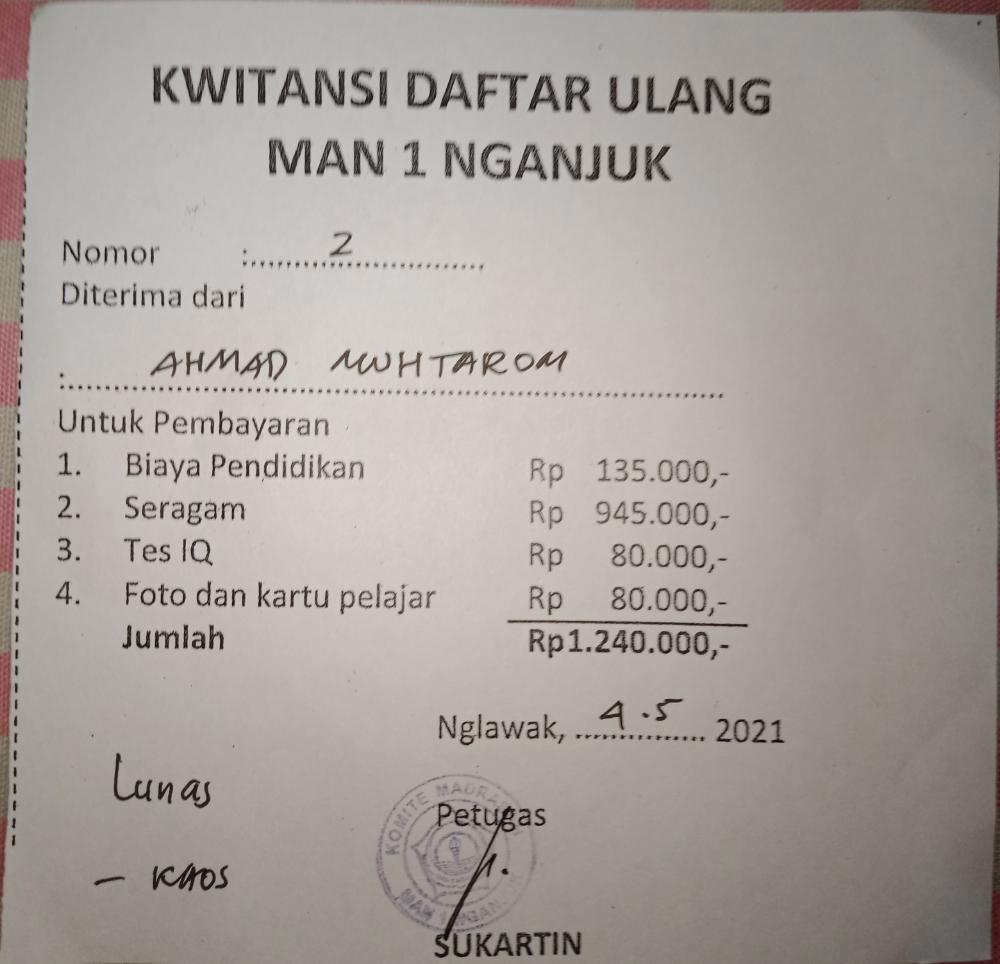 KWITANSI DAFTAR ULANG
MAN 1 NGANJUK
Nomor :.......2.......
Diterima dari
: AHMAD MUHTAROM
Untuk Pembayaran
1. Biaya Pendidikan Rp 135.000,-
2. Seragam Rp 945.000,-
3. Tes IQ Rp 80.000,-
4. Foto dan kartu pelajar Rp 80.000,-
Jumlah Rp1.240.000,-
Nglawak, 4.5 2021
Lunas
Petugas
KOMITE MADRASAH
MAN 1 NGANJUK
- KAOS
SUKARTIN